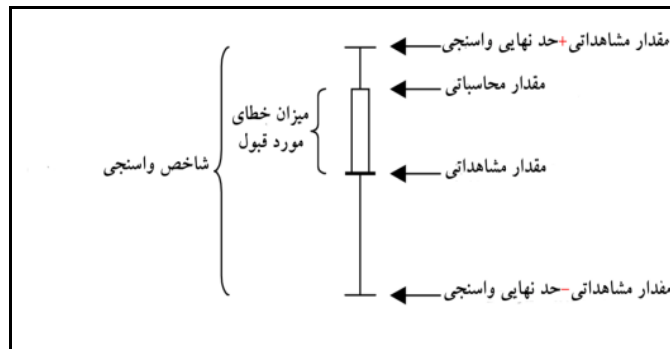 مقدار مشاهداتی+حد نهایی واسنجی
مقدار محاسباتی
میزان خطای
مورد قبول
شاخص واسنجی
مقدار مشاهداتی
مقدار مشاهداتی-حد نهایی واسنجی